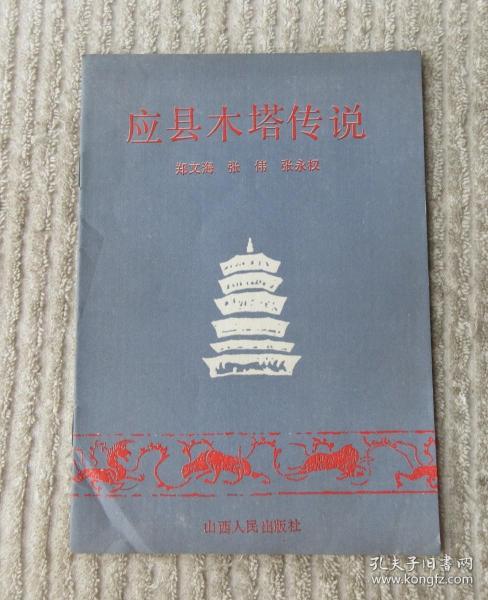 应县木塔传说
郑文海 张伟 张永权
山西人民出版社
孔夫子旧書网
www.kongfz.com